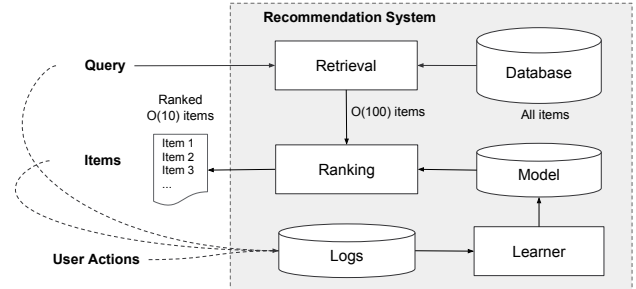 Recommendation System
Query
Retrieval
Database
Ranked
O(10) items
O(100) items
All items
Items
Item 1
Item 2
Item 3
...
Ranking
Model
User Actions
Logs
Learner